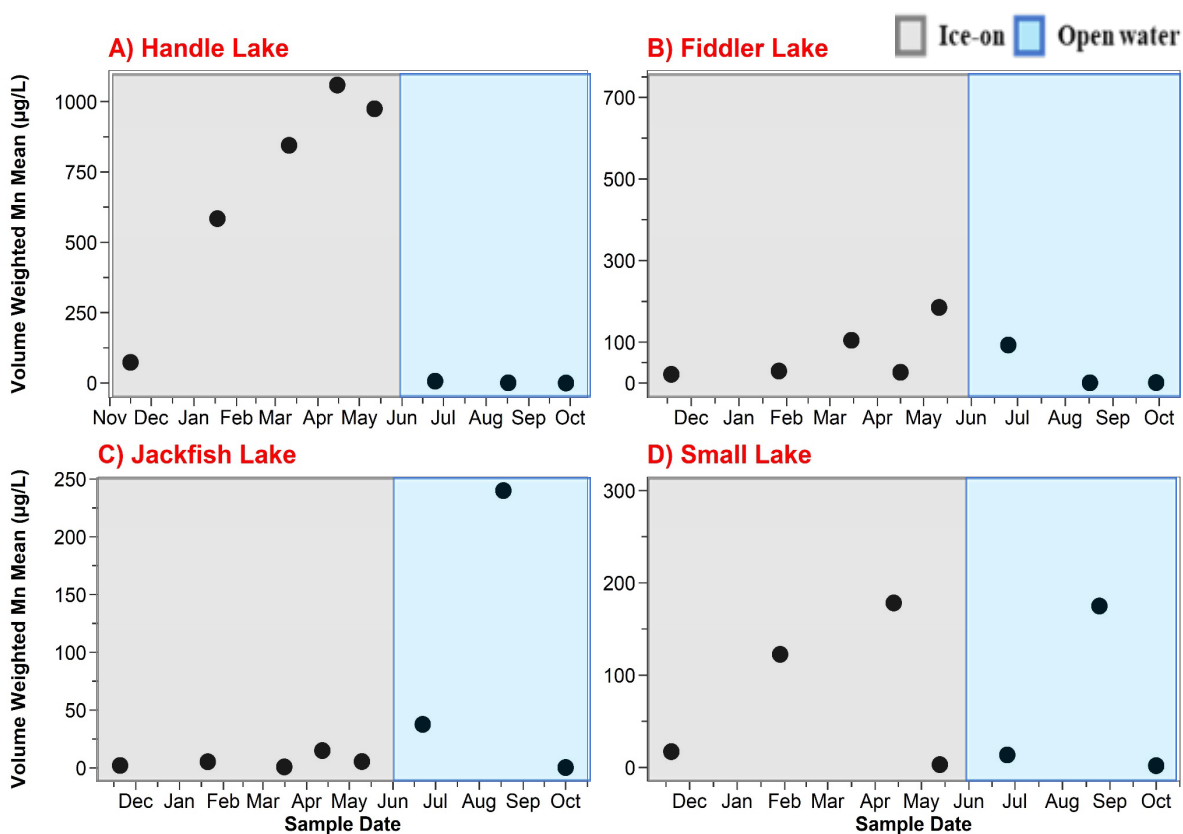 Ice-on Open water
A) Handle Lake
B) Fiddler Lake
Volume Weighted Mn Mean (µg/L)
1000
750
500
250
0
Nov Dec Jan Feb Mar Apr May Jun Jul Aug Sep Oct
700
500
300
100
0
Dec Jan Feb Mar Apr May Jun Jul Aug Sep Oct
C) Jackfish Lake
D) Small Lake
Volume Weighted Mn Mean (µg/L)
250
200
150
100
50
0
Dec Jan Feb Mar Apr May Jun Jul Aug Sep Oct
Sample Date
300
200
100
0
Dec Jan Feb Mar Apr May Jun Jul Aug Sep Oct
Sample Date